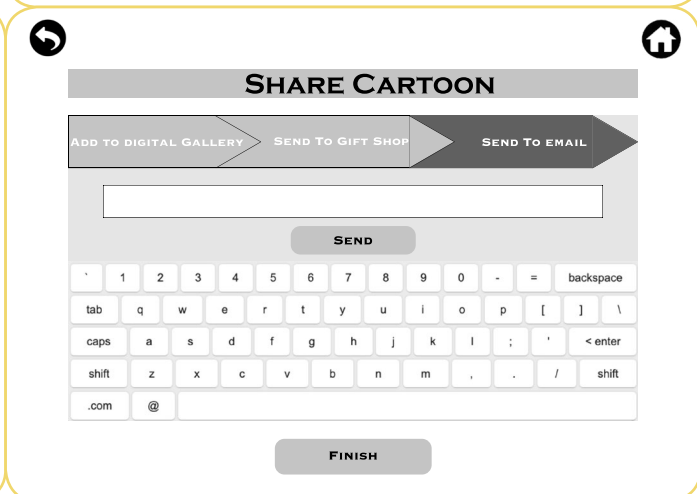 Share Cartoon
Add to digital Gallery Send To Gift Shop Send To email
Send
` 1 2 3 4 5 6 7 8 9 0 - = backspace
tab q w e r t y u i o p [ ] \
caps a s d f g h j k l ; ' < enter
shift z x c v b n m , . / shift
.com @
Finish